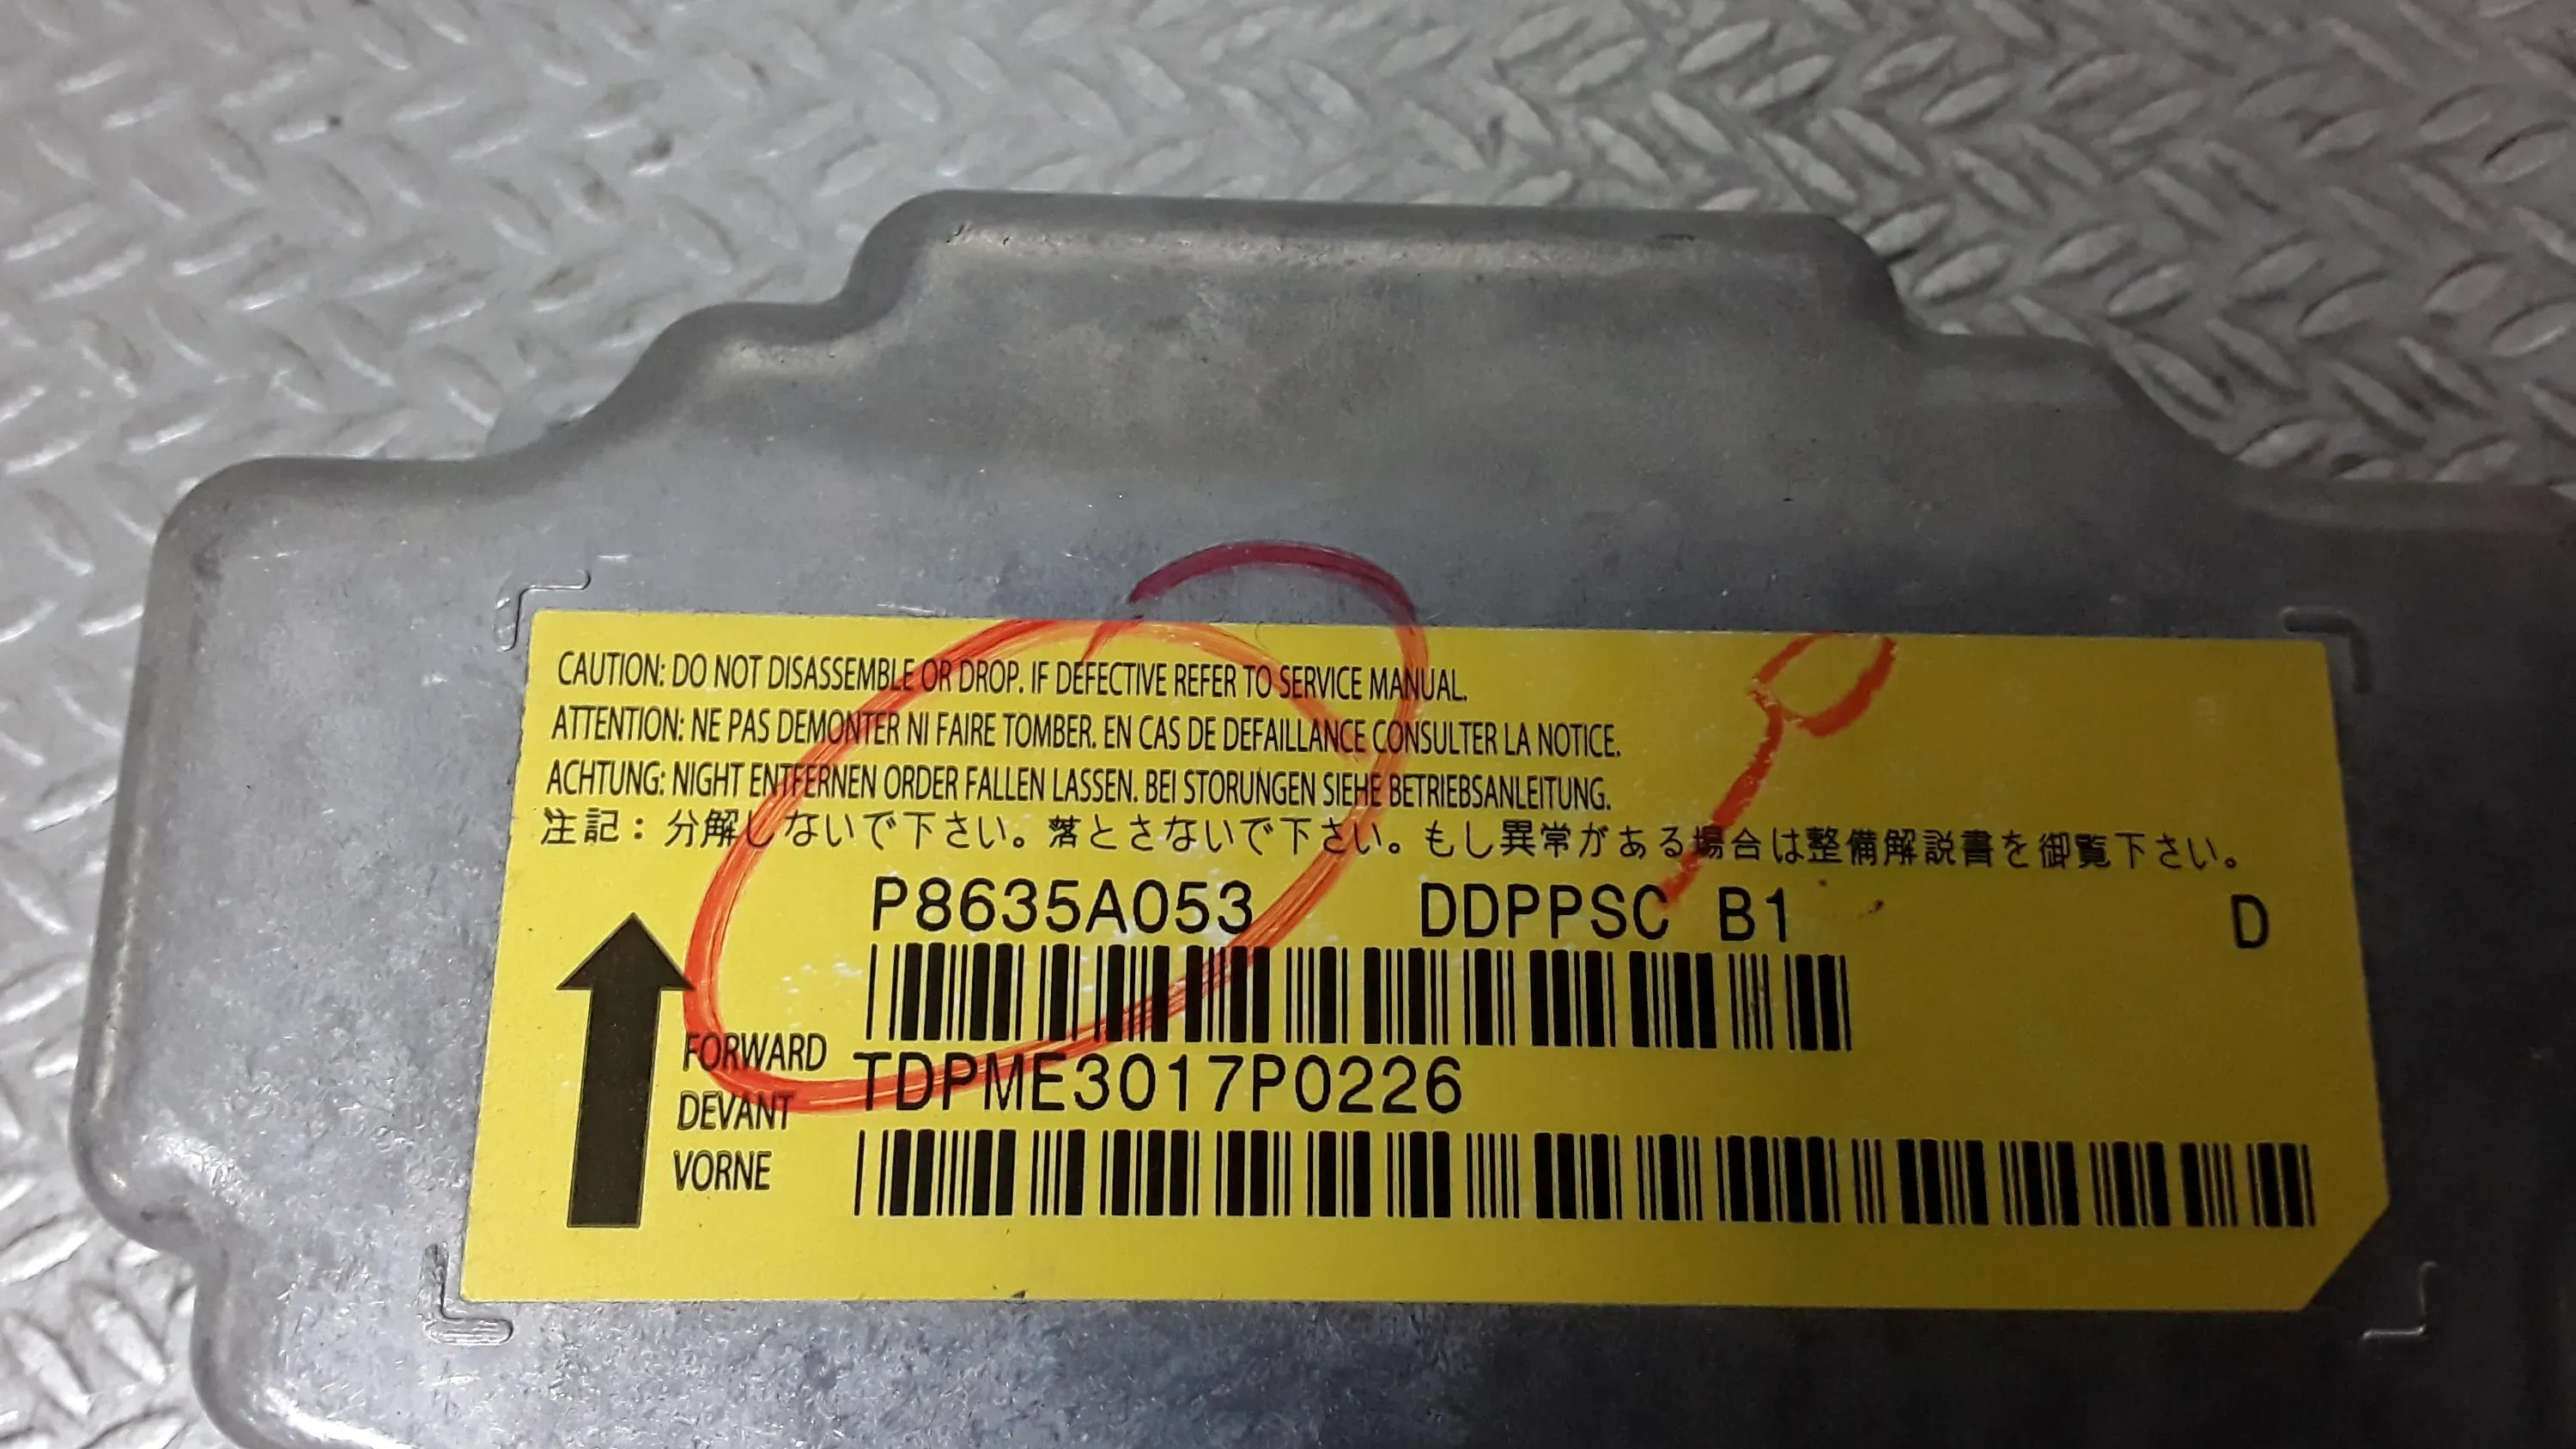 CAUTION: DO NOT DISASSEMBLE OR DROP. IF DEFECTIVE REFER TO SERVICE MANUAL.
ATTENTION: NE PAS DEMONTER NI FAIRE TOMBER. EN CAS DE DEFAILLANCE CONSULTER LA NOTICE.
ACHTUNG: NIGHT ENTFERNEN ORDER FALLEN LASSEN. BEI STORUNGEN SIEHE BETRIEBSANLEITUNG.
注記：分解しないで下さい。落とさないで下さい。もし異常がある場合は整備解説書を御覧下さい。
P8635A053 DDPPSC B1 D
FORWARD
DEVANT
VORNE
TDPME3017P0226